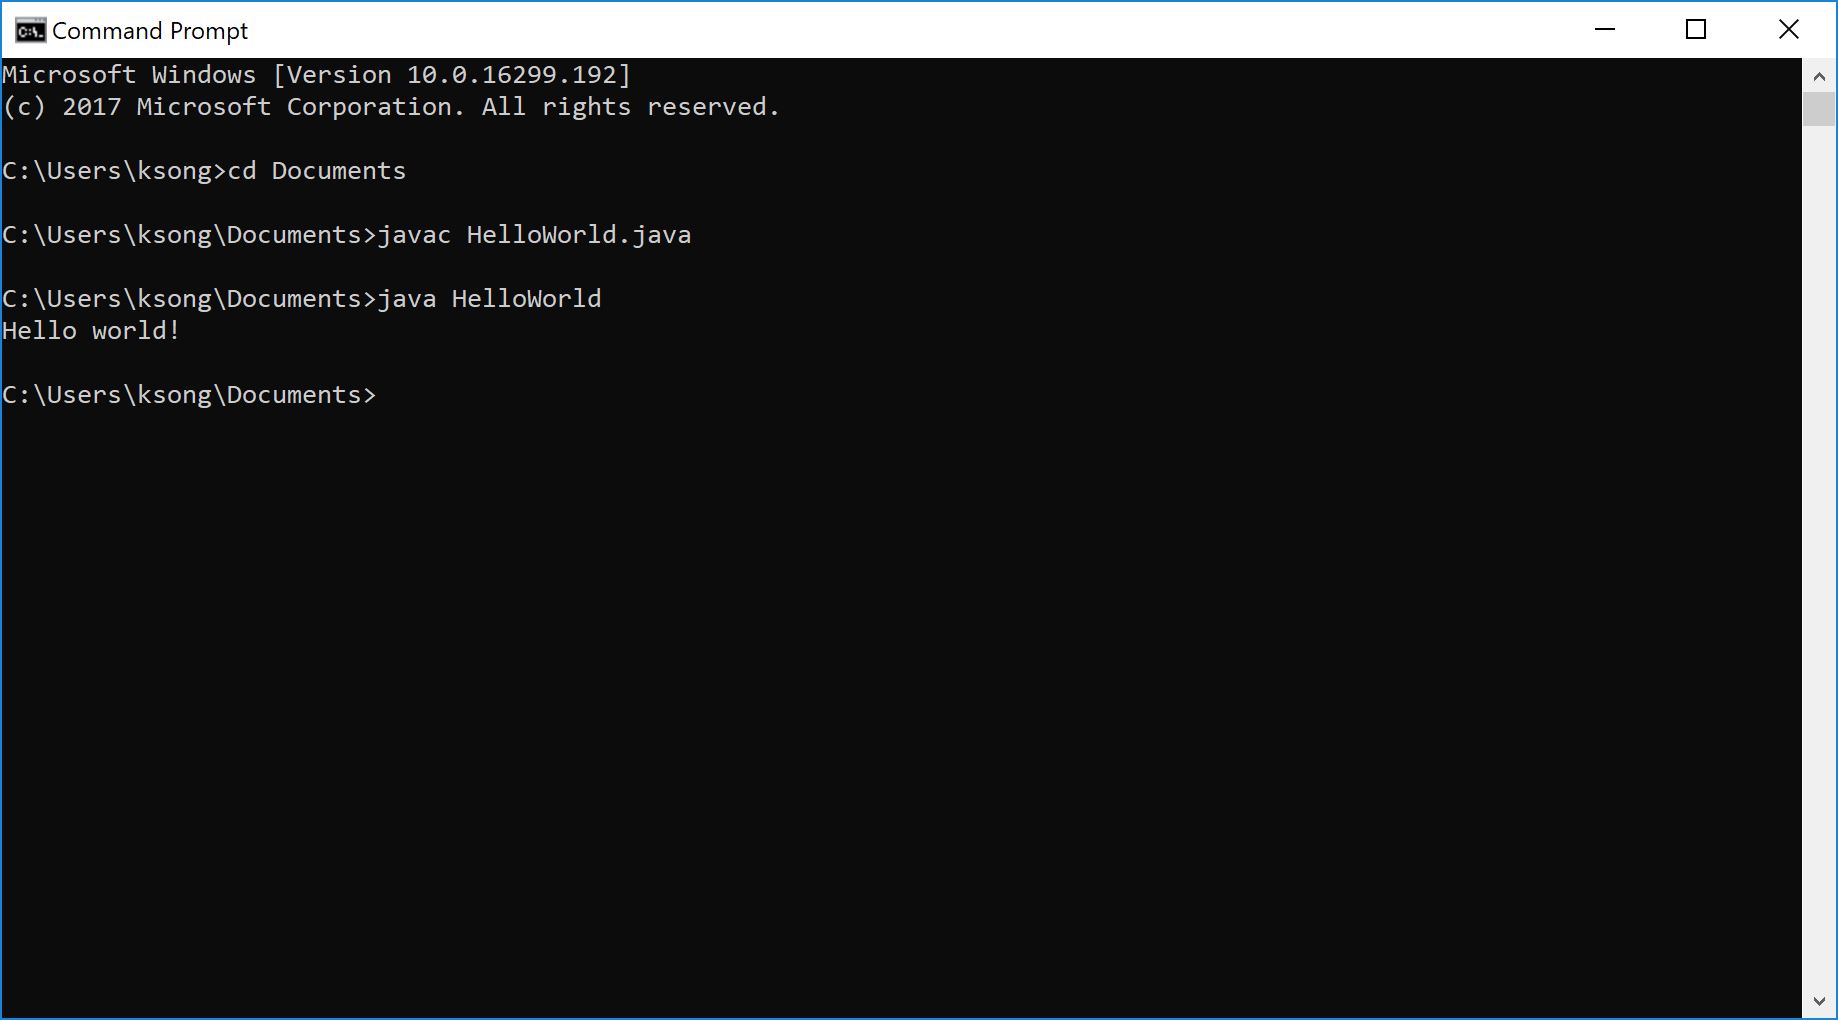 Command Prompt
Microsoft Windows [Version 10.0.16299.192]
(c) 2017 Microsoft Corporation. All rights reserved.
C:\Users\ksong>cd Documents
C:\Users\ksong\Documents>javac HelloWorld.java
C:\Users\ksong\Documents>java HelloWorld
Hello world!
C:\Users\ksong\Documents>